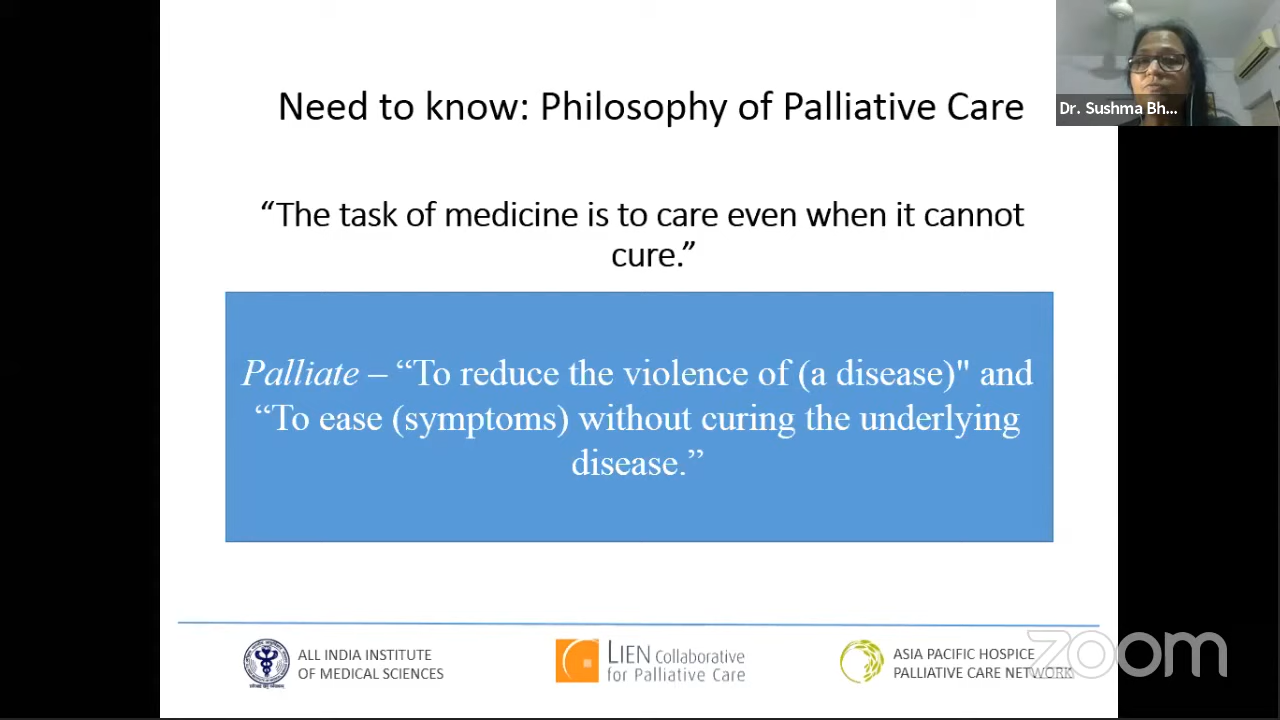 Need to know: Philosophy of Palliative Care
Dr. Sushma Bh...
“The task of medicine is to care even when it cannot
cure.”
Palliate – “To reduce the violence of (a disease)" and
“To ease (symptoms) without curing the underlying
disease.”
ALL INDIA INSTITUTE
OF MEDICAL SCIENCES
LIEN Collaborative
for Palliative Care
ASIA PACIFIC HOSPICE
PALLIATIVE CARE NETWORK
zoom